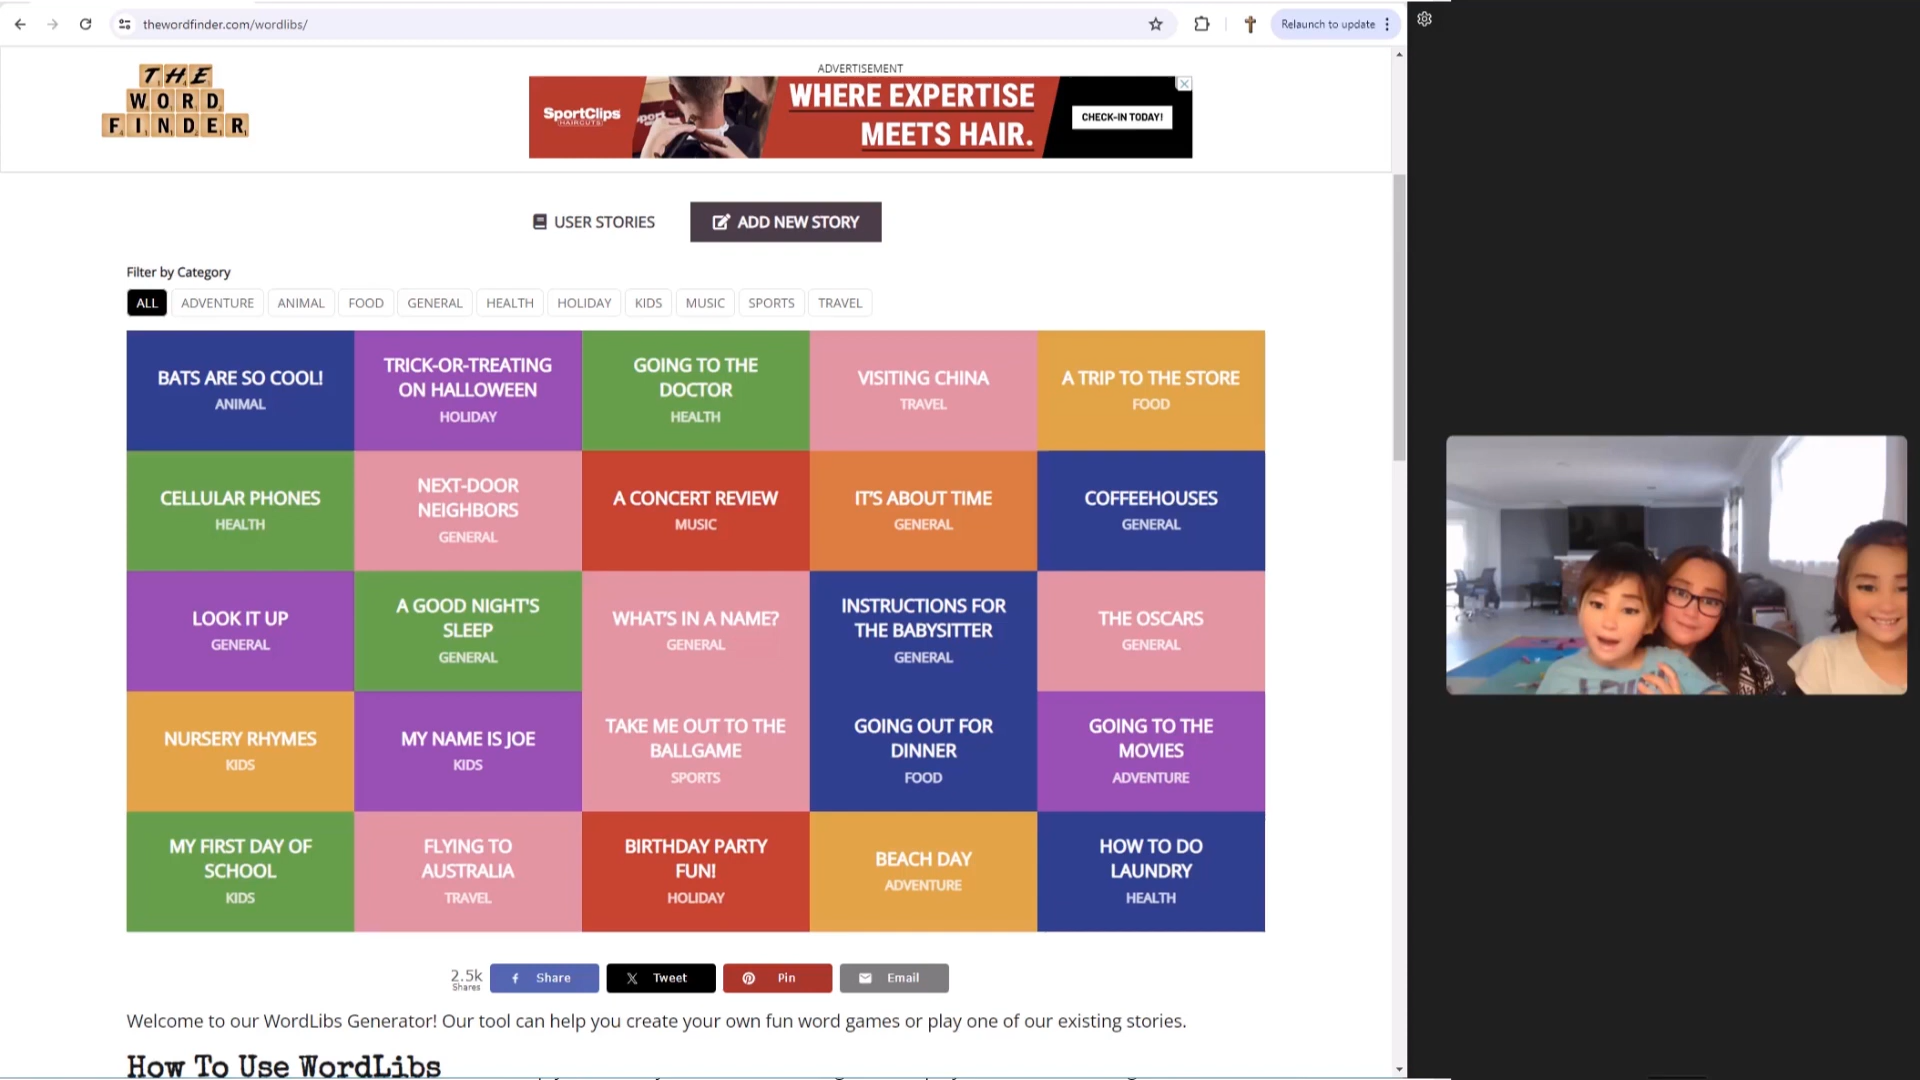 thewordfinder.com/wordlibs/
Relaunch to update
THE
WORD
FINDER
ADVERTISEMENT
SportClips
HAIRCUTS
WHERE EXPERTISE
MEETS HAIR.
CHECK-IN TODAY!
USER STORIES
ADD NEW STORY
Filter by Category
ALL
ADVENTURE
ANIMAL
FOOD
GENERAL
HEALTH
HOLIDAY
KIDS
MUSIC
SPORTS
TRAVEL
BATS ARE SO COOL!
ANIMAL
TRICK-OR-TREATING
ON HALLOWEEN
HOLIDAY
GOING TO THE
DOCTOR
HEALTH
VISITING CHINA
TRAVEL
A TRIP TO THE STORE
FOOD
CELLULAR PHONES
HEALTH
NEXT-DOOR
NEIGHBORS
GENERAL
A CONCERT REVIEW
MUSIC
IT'S ABOUT TIME
GENERAL
COFFEEHOUSES
GENERAL
LOOK IT UP
GENERAL
A GOOD NIGHT'S
SLEEP
GENERAL
WHAT'S IN A NAME?
GENERAL
INSTRUCTIONS FOR
THE BABYSITTER
GENERAL
THE OSCARS
GENERAL
NURSERY RHYMES
KIDS
MY NAME IS JOE
KIDS
TAKE ME OUT TO THE
BALLGAME
SPORTS
GOING OUT FOR
DINNER
FOOD
GOING TO THE
MOVIES
ADVENTURE
MY FIRST DAY OF
SCHOOL
KIDS
FLYING TO
AUSTRALIA
TRAVEL
BIRTHDAY PARTY
FUN!
HOLIDAY
BEACH DAY
ADVENTURE
HOW TO DO
LAUNDRY
HEALTH
2.5k
Shares
Share
Tweet
Pin
Email
Welcome to our WordLibs Generator! Our tool can help you create your own fun word games or play one of our existing stories.
How To Use WordLibs